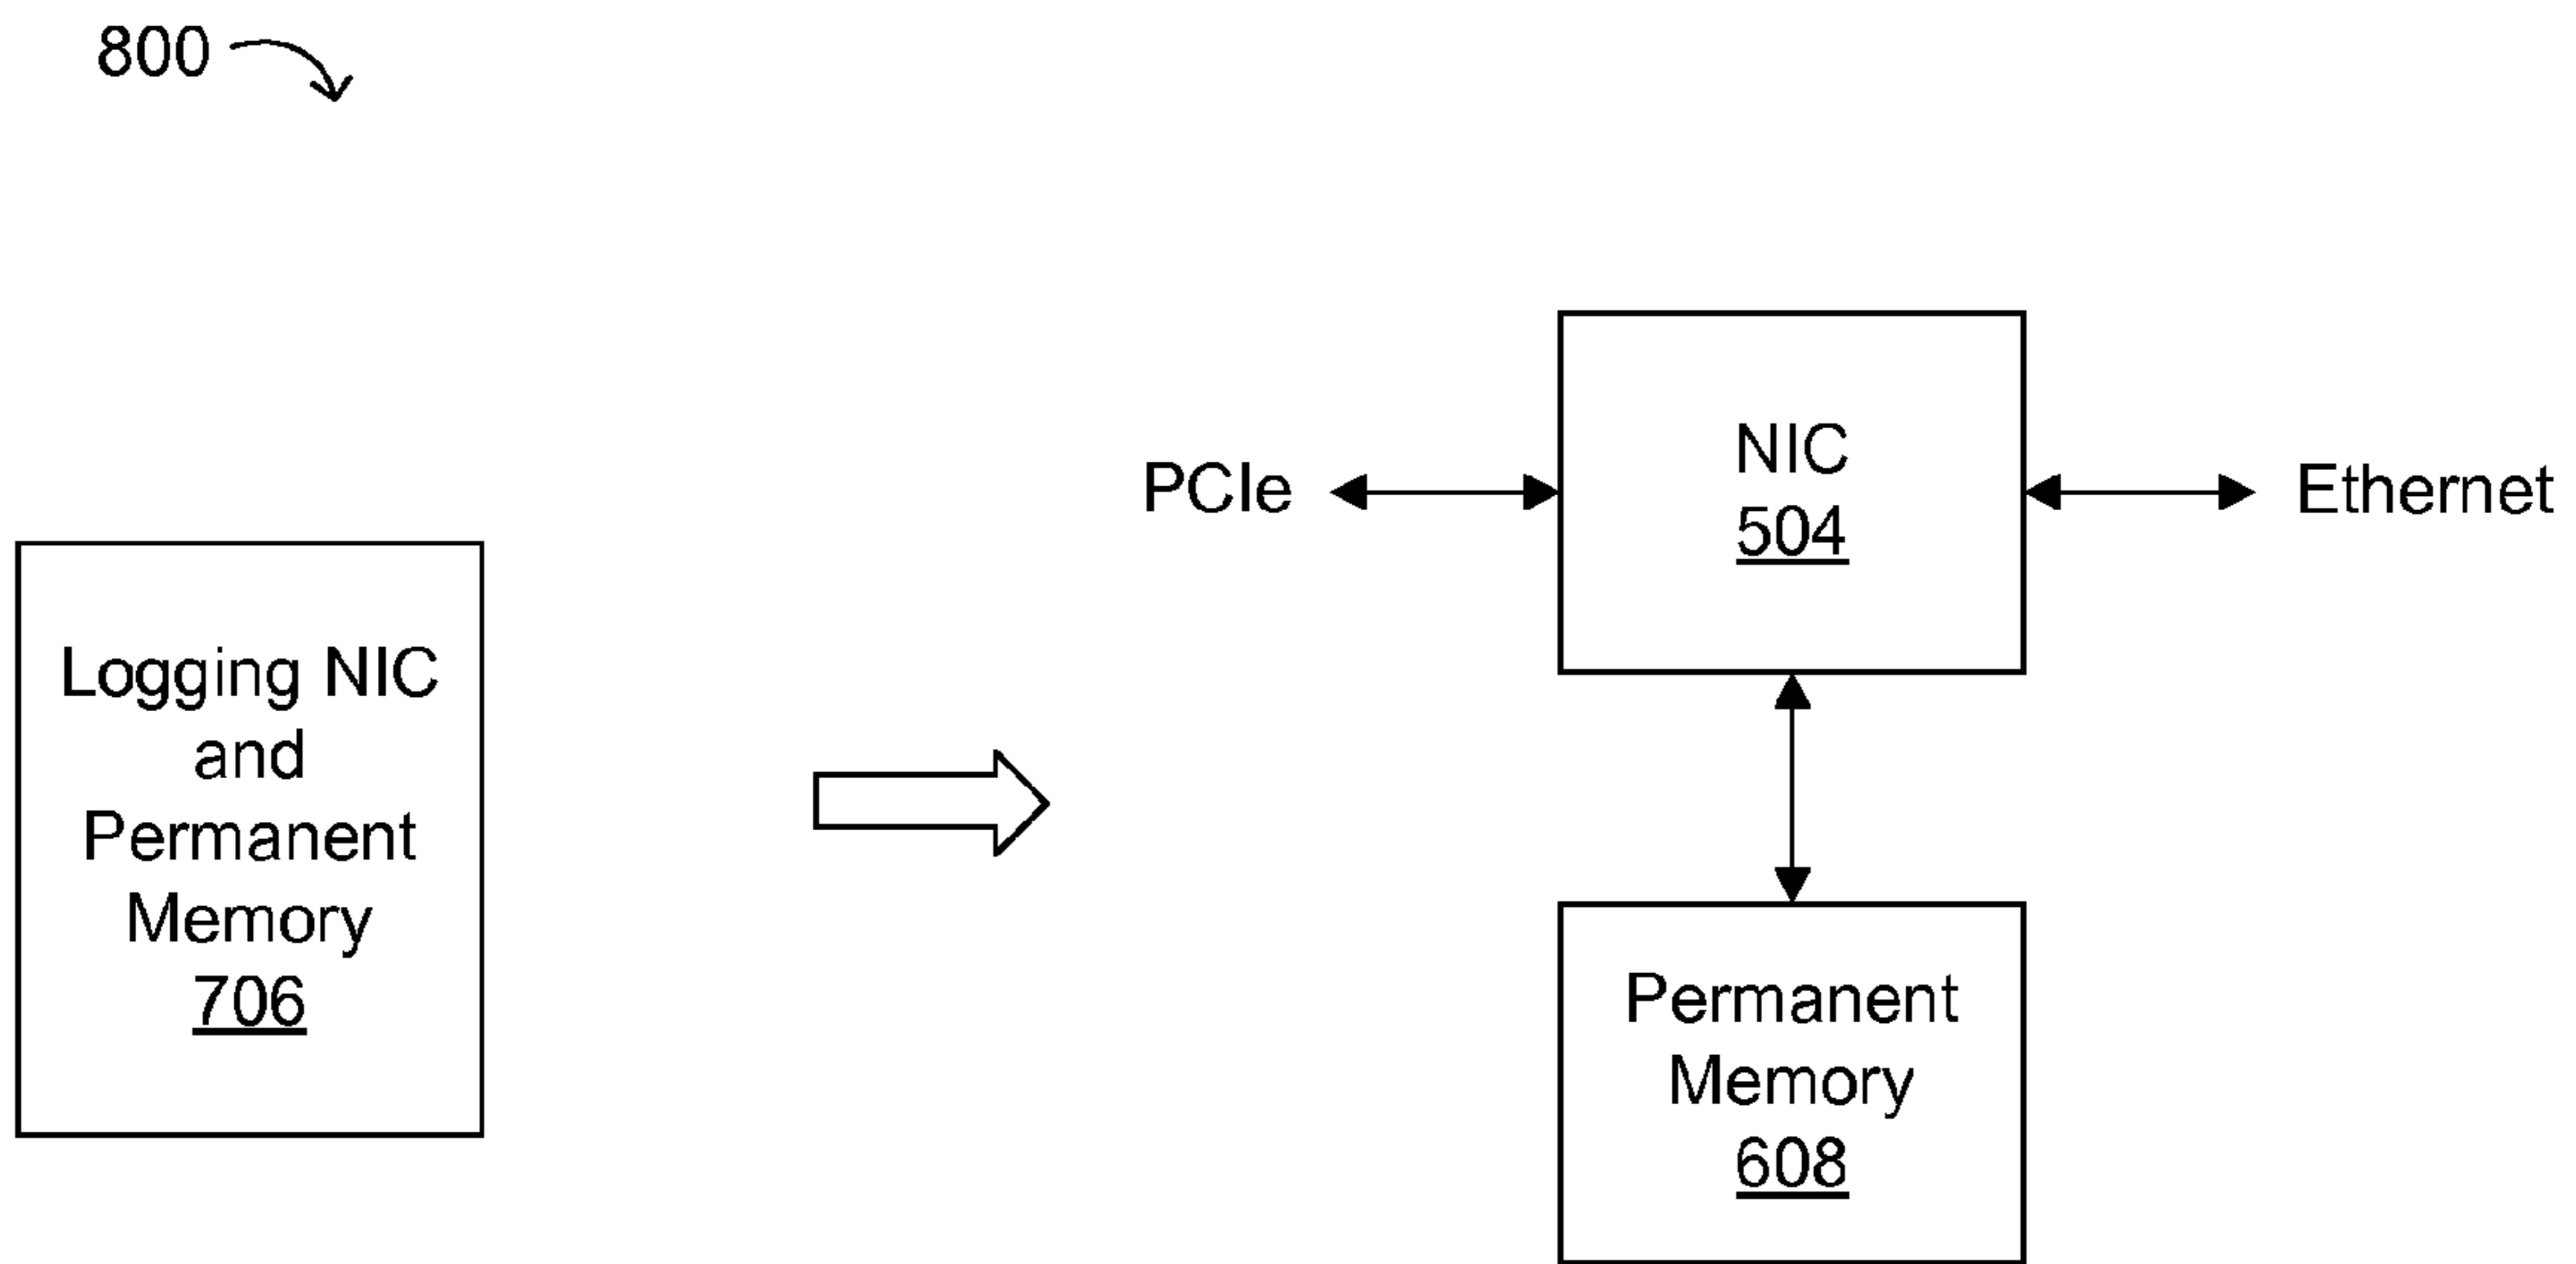 800
Logging NIC
and
Permanent
Memory
706
PCIe
NIC
504
Ethernet
Permanent
Memory
608